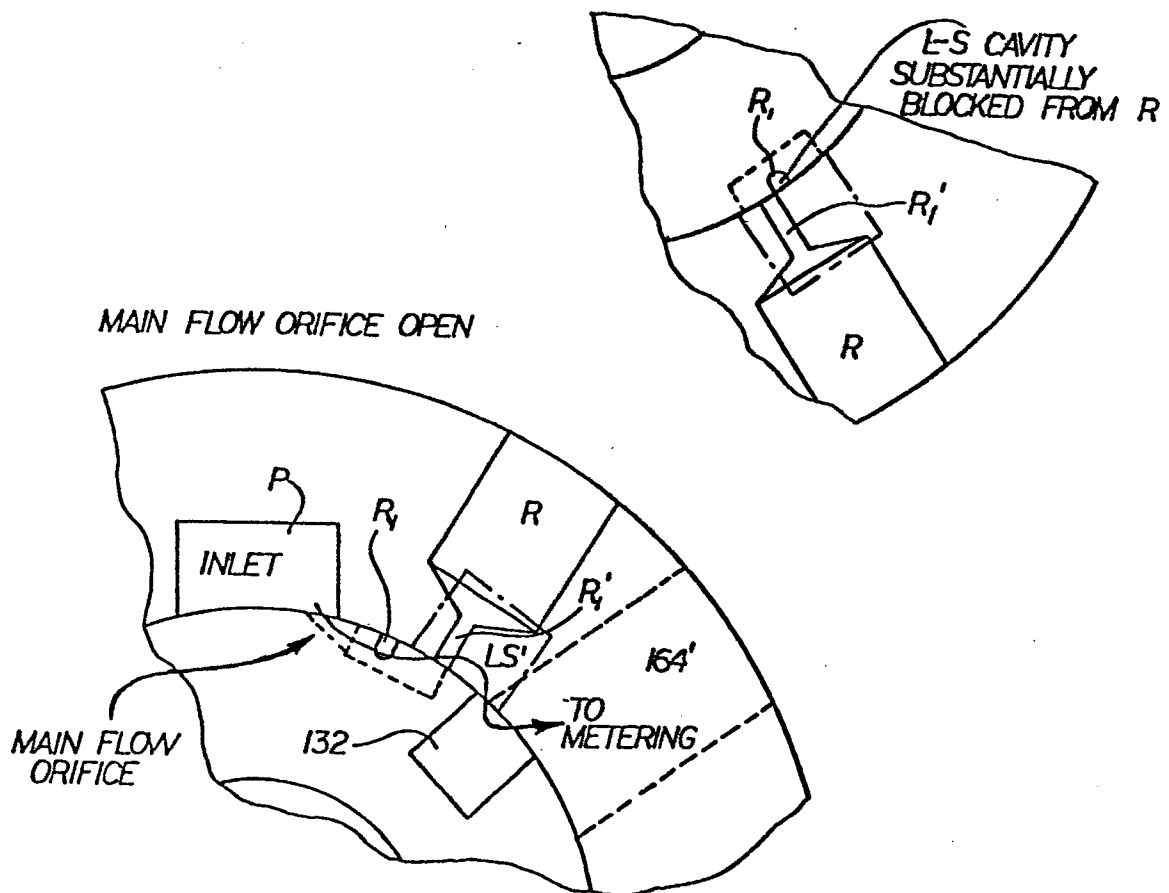 L-S CAVITY
SUBSTANTIALLY
BLOCKED FROM R
R₁
R₁'
R
MAIN FLOW ORIFICE OPEN
P
R₁
R
INLET
R₁'
LS'
164'
MAIN FLOW
ORIFICE
132
TO
METERING